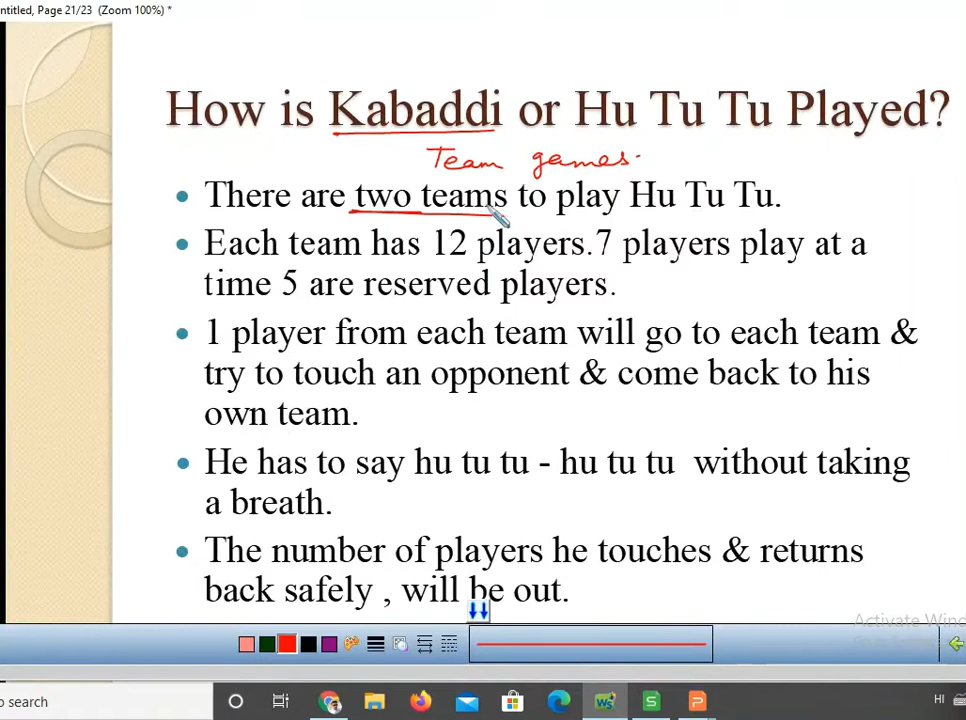 ntitled, Page 21/23 (Zoom 100%) *
How is Kabaddi or Hu Tu Tu Played?
Team games.
• There are two teams to play Hu Tu Tu.
• Each team has 12 players.7 players play at a
time 5 are reserved players.
• 1 player from each team will go to each team &
try to touch an opponent & come back to his
own team.
• He has to say hu tu tu - hu tu tu without taking
a breath.
• The number of players he touches & returns
back safely , will be out.
Activate Wind
o search
HI